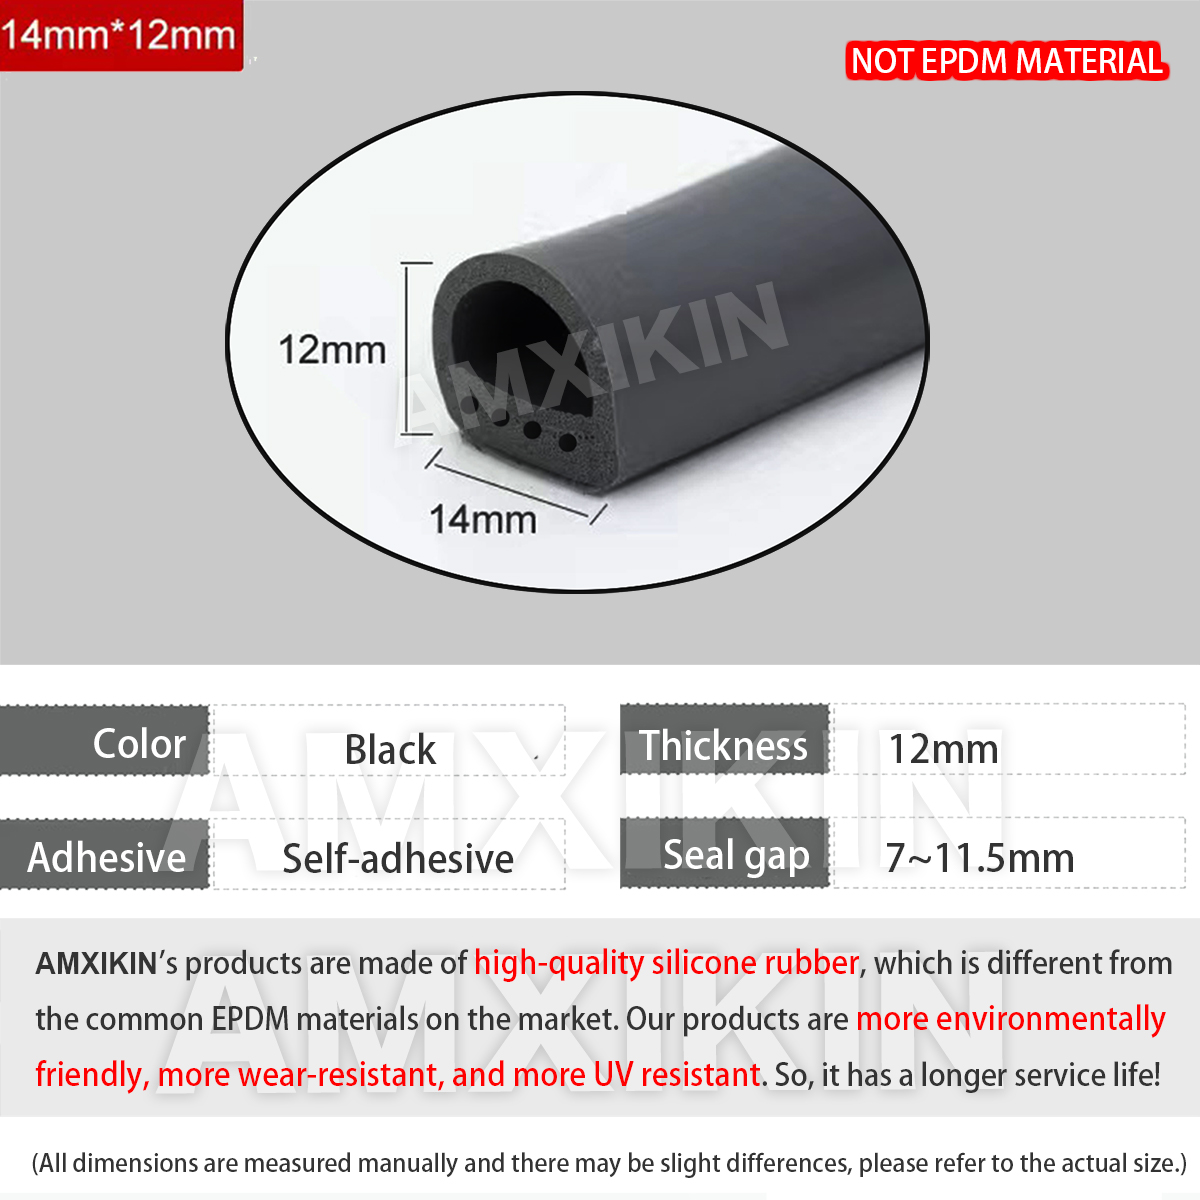 14mm*12mm
NOT EPDM MATERIAL
12mm
AMXIKIN
14mm
Color
Black
Thickness
12mm
AMXIKIN
Adhesive
Self-adhesive
Seal gap
7~11.5mm
AMXIKIN's products are made of high-quality silicone rubber, which is different from
the common EPDM materials on the market. Our products are more environmentally
friendly, more wear-resistant, and more UV resistant. So, it has a longer service life!
AMXIKIN
(All dimensions are measured manually and there may be slight differences, please refer to the actual size.)